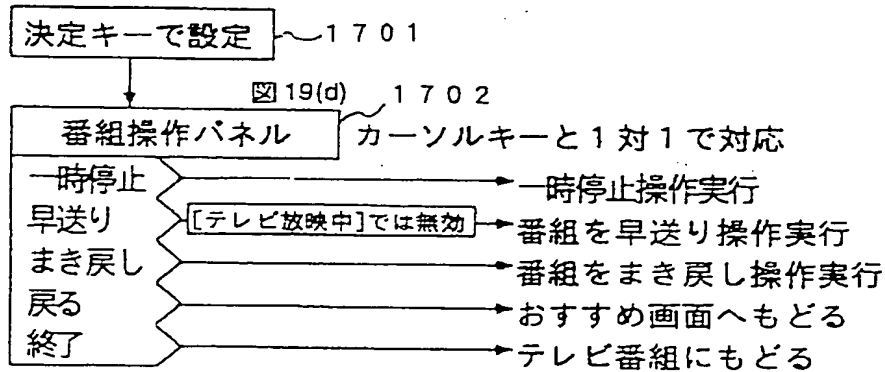 決定キーで設定 1701
図19(d) 1702
番組操作パネル カーソルキーと1対1で対応
一時停止 一時停止操作実行
早送り [テレビ放映中]では無効 番組を早送り操作実行
まき戻し 番組をまき戻し操作実行
戻る おすすめ画面へもどる
終了 テレビ番組にもどる